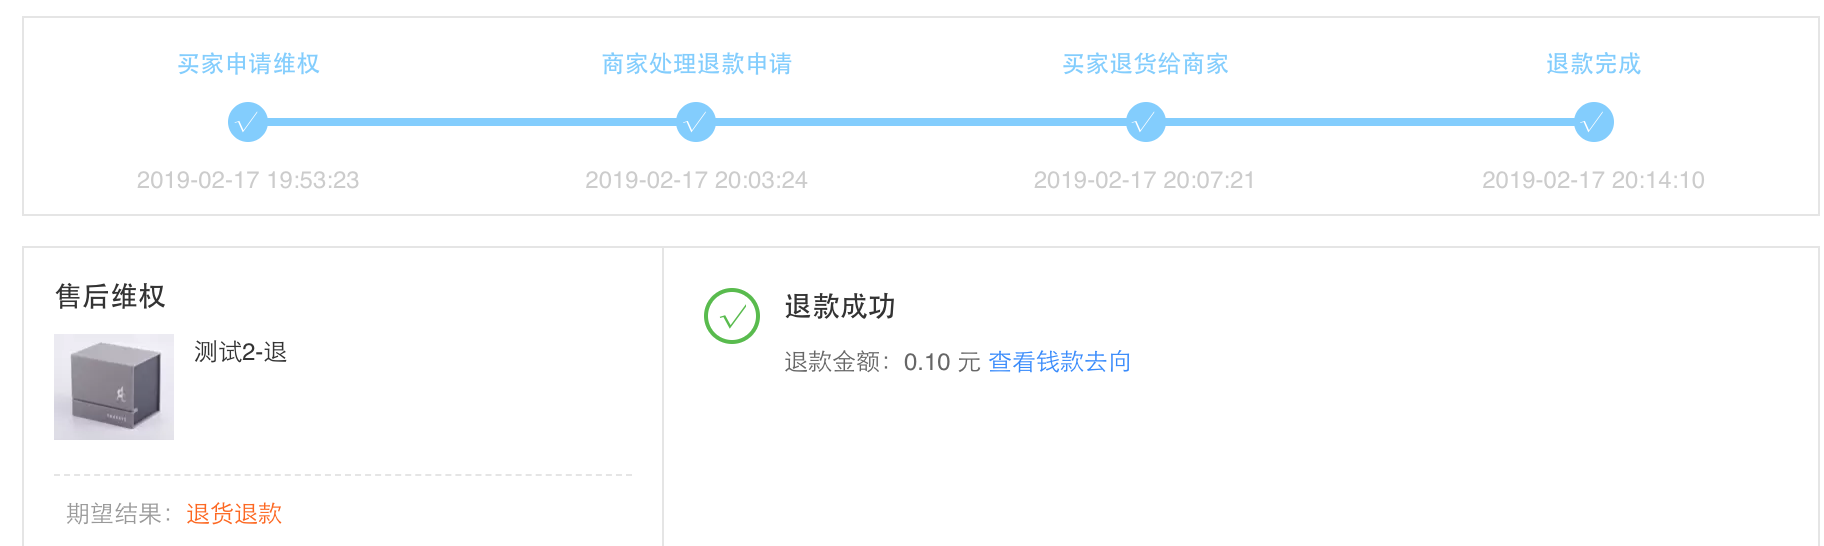 买家申请维权
商家处理退款申请
买家退货给商家
退款完成
2019-02-17 19:53:23
2019-02-17 20:03:24
2019-02-17 20:07:21
2019-02-17 20:14:10
售后维权
测试2-退
期望结果：退货退款
退款成功
退款金额：0.10 元 查看钱款去向